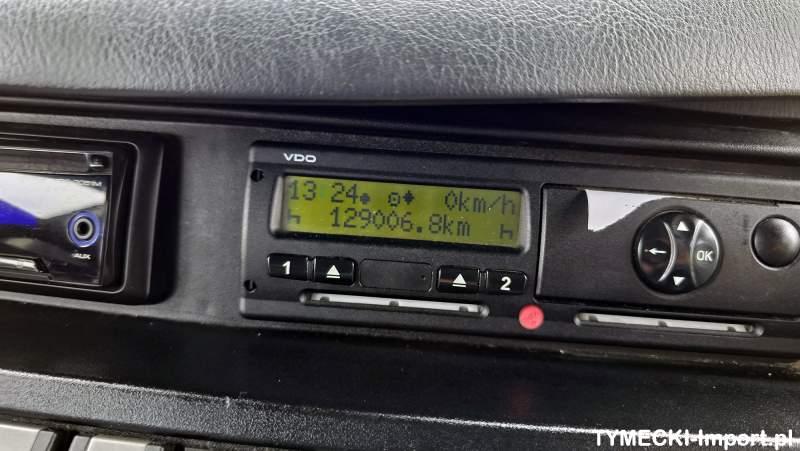 VDO
13 24 0km/h
129006.8km
1 2
OK
AUX
TYMECKI-Import.pl